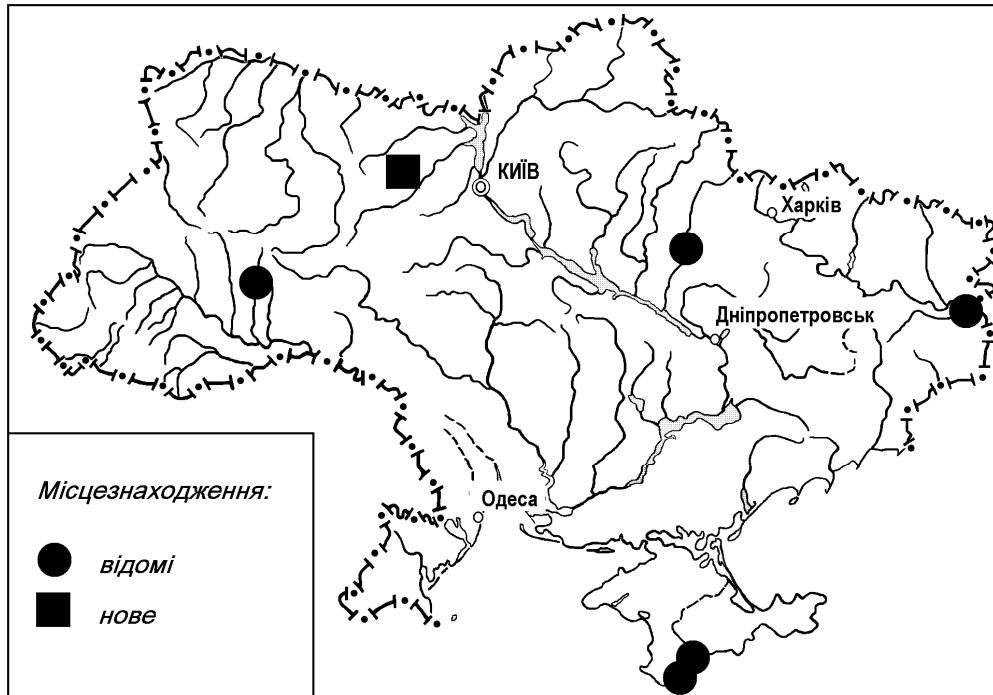 КИЇВ
Харків
Дніпропетровськ
Одеса
Місцезнаходження:
відомі
нове